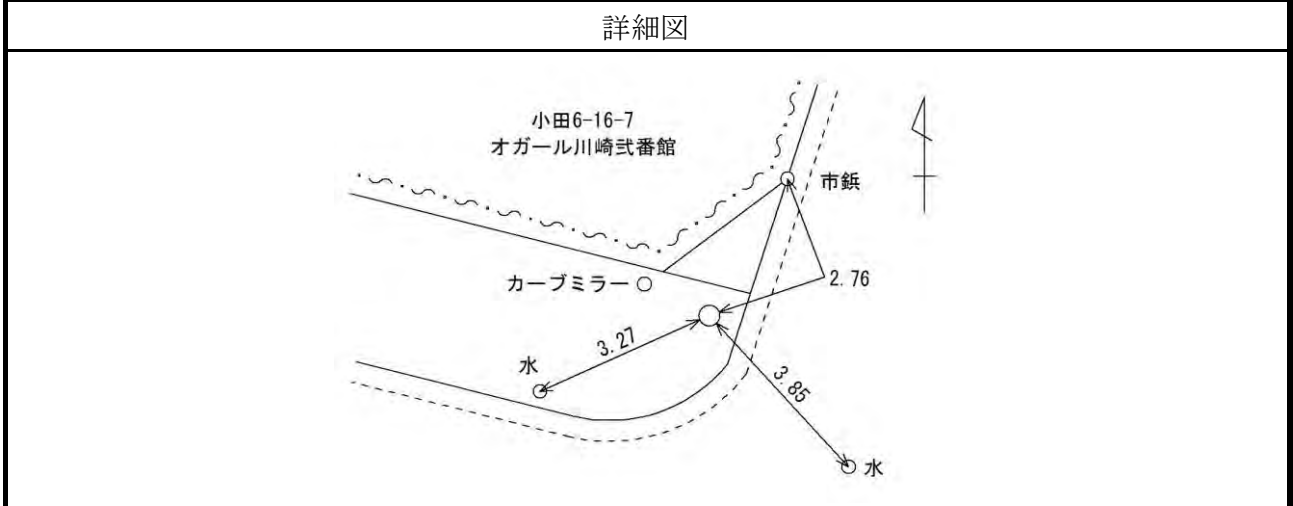 詳細図
小田6-16-7
オガール川崎弐番館
市鋲
カーブミラー
2.76
3.27
水
3.85
水